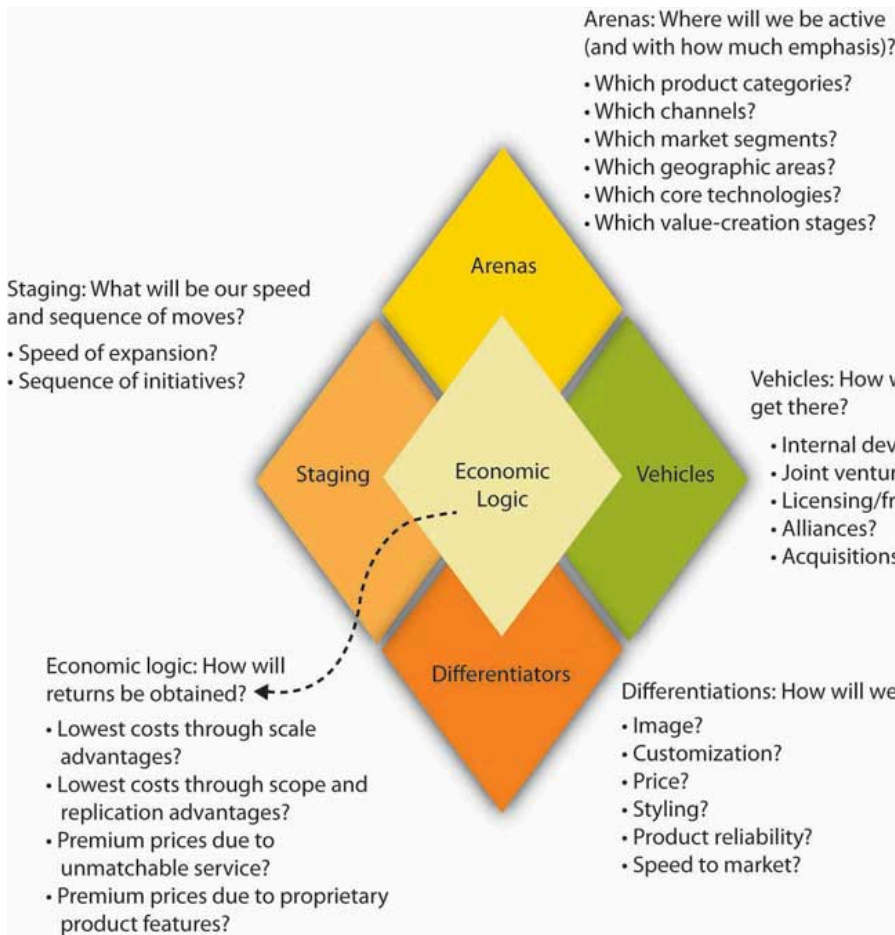 Arenas: Where will we be active
(and with how much emphasis)?
• Which product categories?
• Which channels?
• Which market segments?
• Which geographic areas?
• Which core technologies?
• Which value-creation stages?
Arenas
Staging: What will be our speed
and sequence of moves?
• Speed of expansion?
• Sequence of initiatives?
Vehicles: How
get there?
• Internal
• Joint
•
• Alliances?
• Acquisitions
Staging
Economic
Logic
Vehicles
Differentiators
Economic logic: How will
returns be obtained?
• Lowest costs through scale
advantages?
• Lowest costs through scope and
replication advantages?
• Premium prices due to
unmatchable service?
• Premium prices due to proprietary
product features?
Differentiations: How will we
• Image?
• Customization?
• Price?
• Styling?
• Product reliability?
• Speed to market?